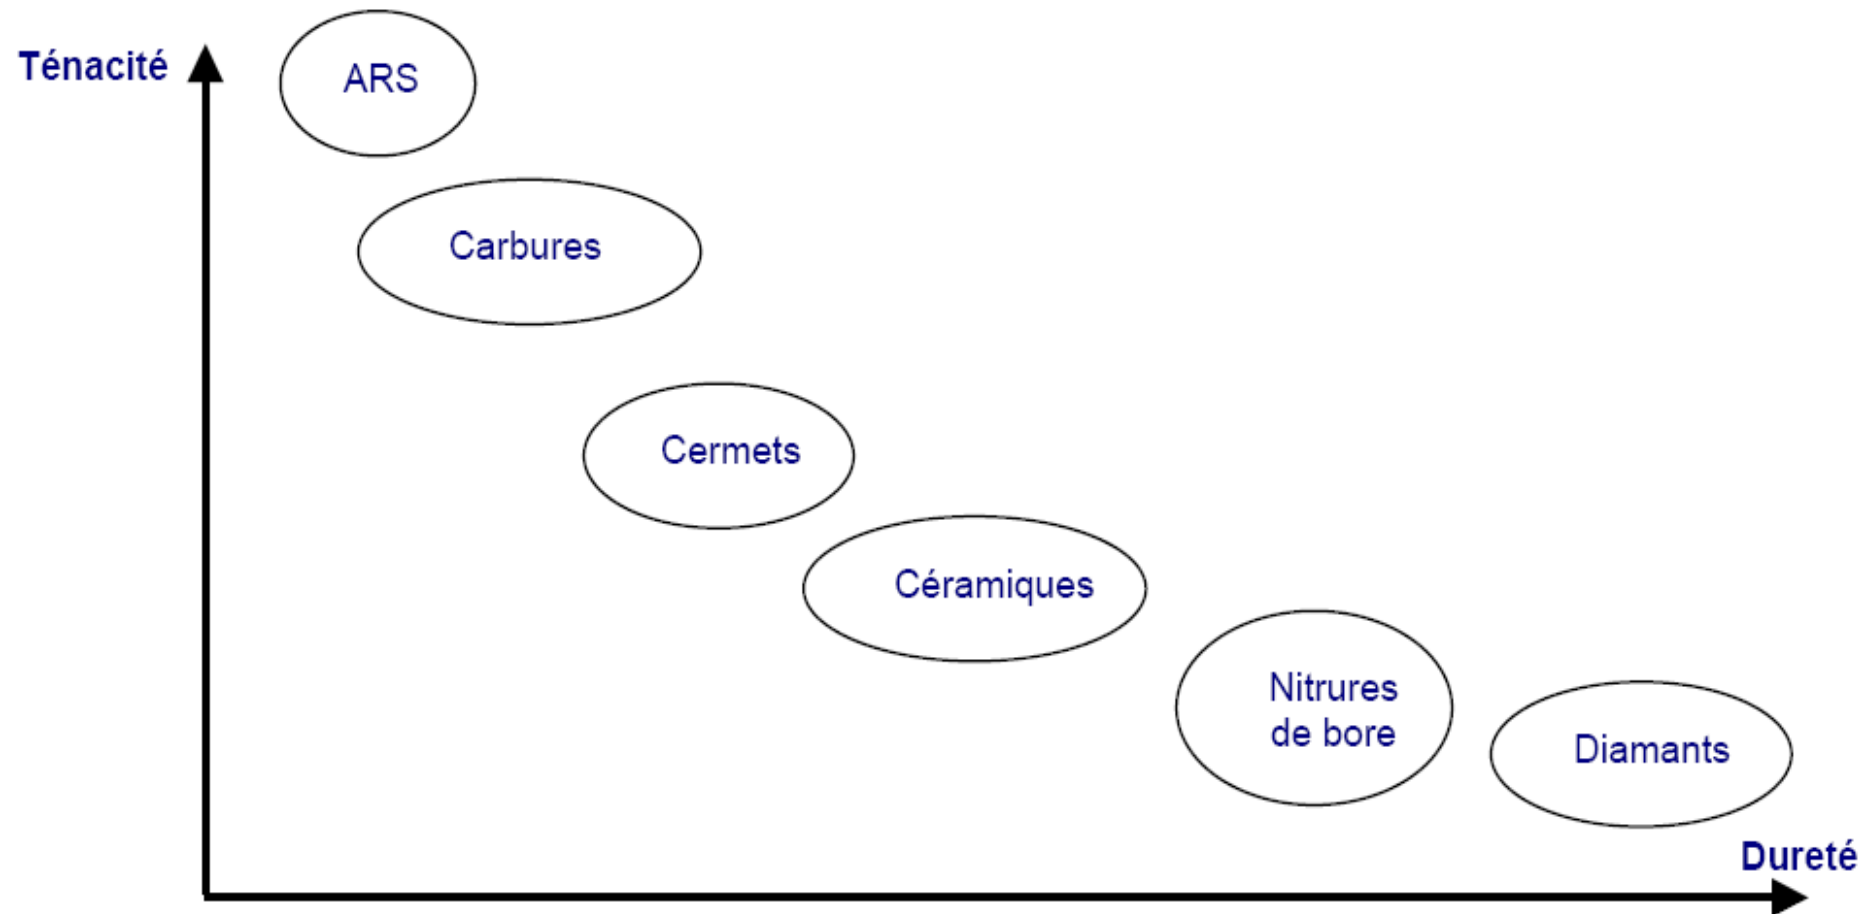 Ténacité
ARS
Carbures
Cermets
Céramiques
Nitrures
de bore
Diamants
Dureté